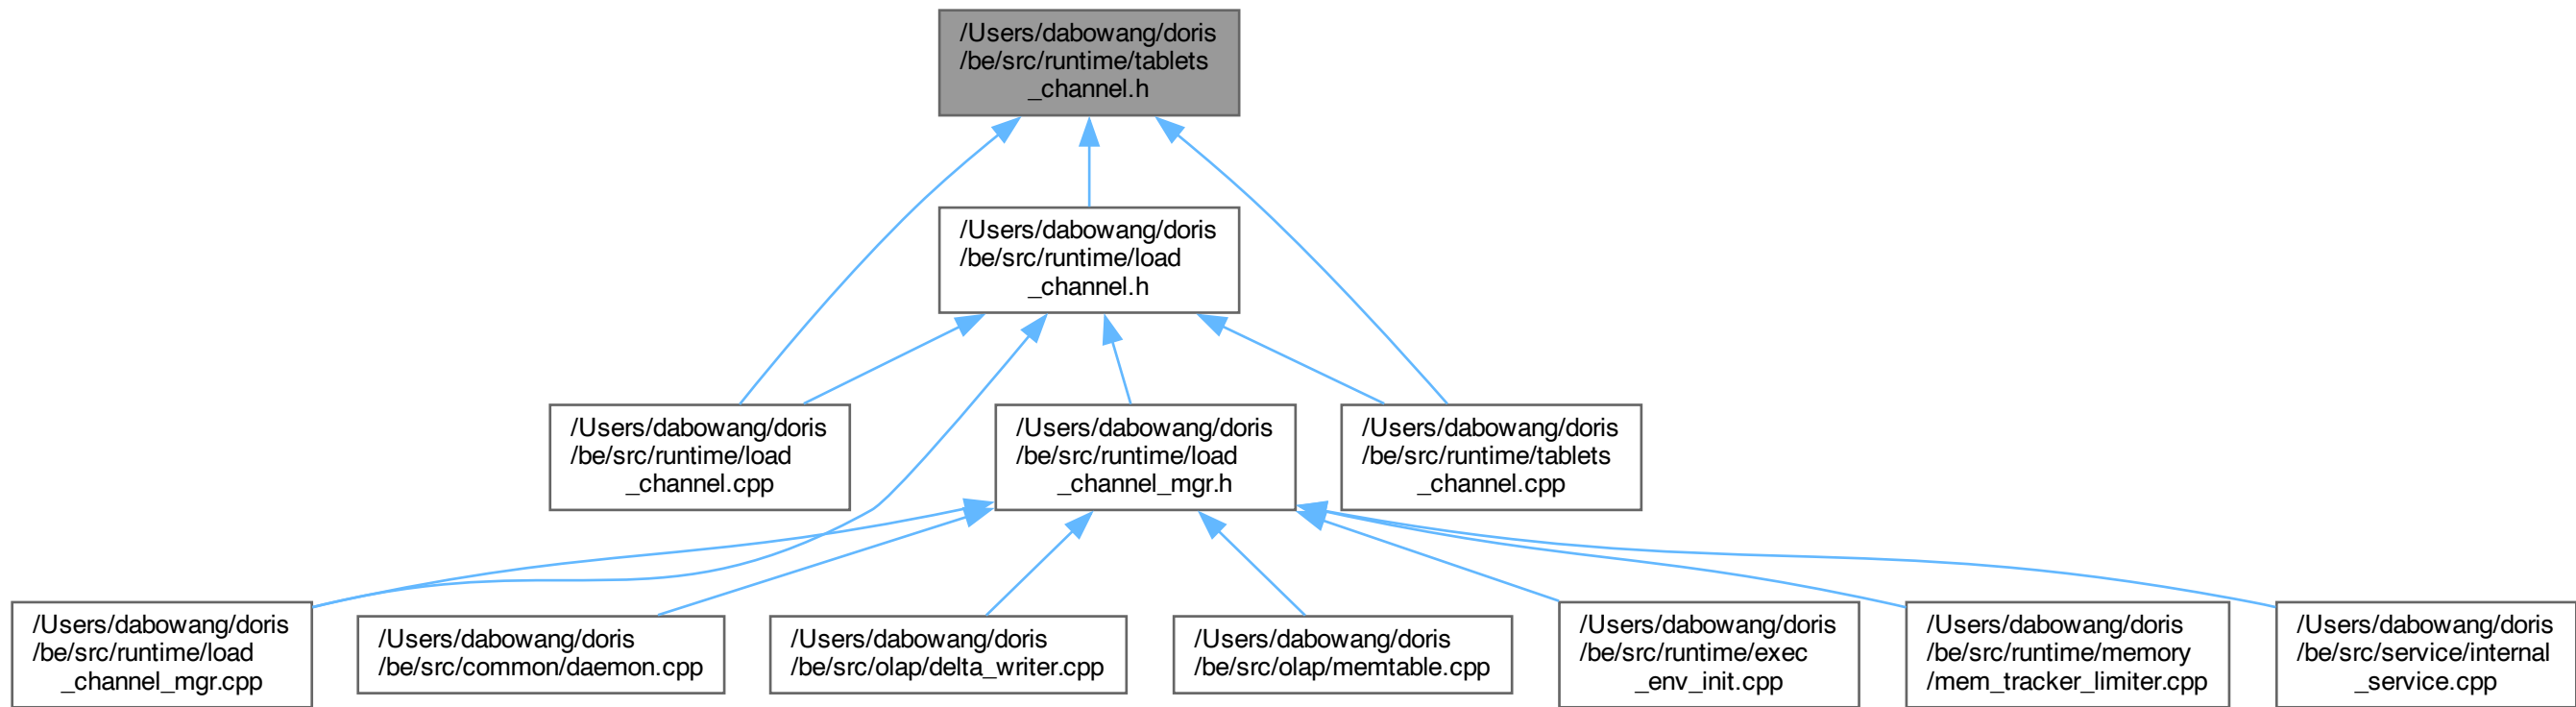 /Users/dabowang/doris
/be/src/runtime/tablets
_channel.h
/Users/dabowang/doris
/be/src/runtime/load
_channel.h
/Users/dabowang/doris
/be/src/runtime/load
_channel.cpp
/Users/dabowang/doris
/be/src/runtime/load
_channel_mgr.h
/Users/dabowang/doris
/be/src/runtime/tablets
_channel.cpp
/Users/dabowang/doris
/be/src/runtime/load
_channel_mgr.cpp
/Users/dabowang/doris
/be/src/common/daemon.cpp
/Users/dabowang/doris
/be/src/olap/delta_writer.cpp
/Users/dabowang/doris
/be/src/olap/memtable.cpp
/Users/dabowang/doris
/be/src/runtime/exec
_env_init.cpp
/Users/dabowang/doris
/be/src/runtime/memory
/mem_tracker_limiter.cpp
/Users/dabowang/doris
/be/src/service/internal
_service.cpp